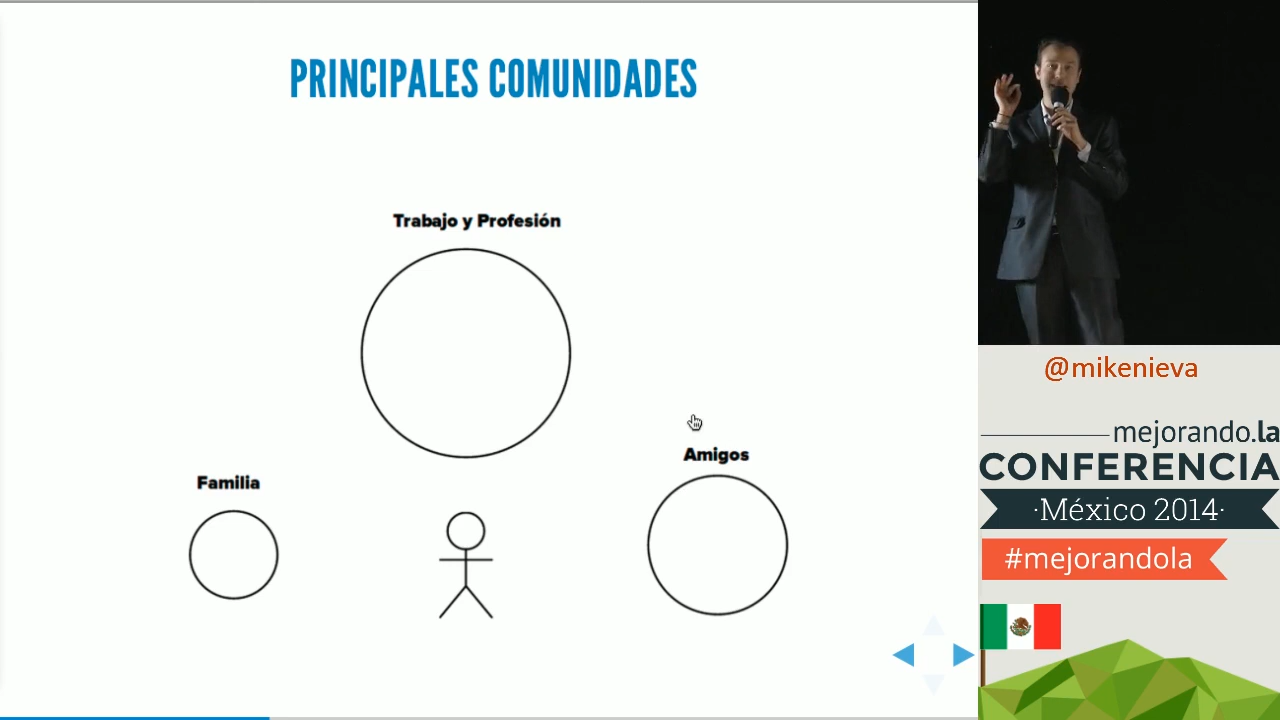 PRINCIPALES COMUNIDADES
Trabajo y Profesión
Amigos
Familia
@mikenieva
mejorando.la
CONFERENCIA
·México 2014·
#mejorandola